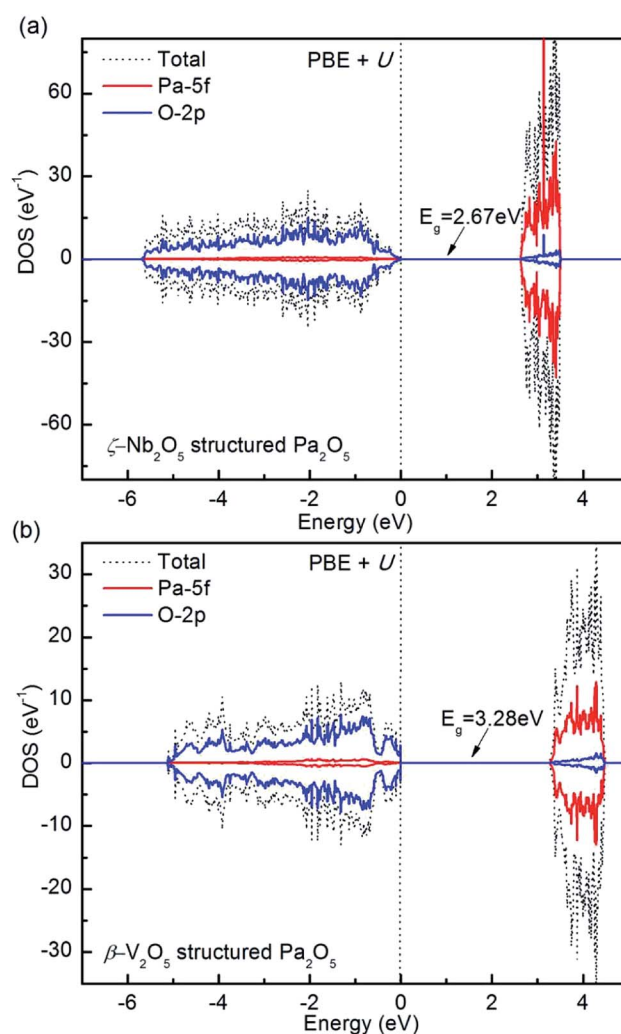 (a)
Total
PBE + U
Pa-5f
O-2p
60
30
0
-30
-60
DOS (eV⁻¹)
E_g=2.67eV
ζ–Nb₂O₅ structured Pa₂O₅
-6 -4 -2 0 2 4
Energy (eV)
(b)
Total
PBE + U
Pa-5f
O-2p
30
20
10
0
-10
-20
-30
DOS (eV⁻¹)
E_g=3.28eV
β–V₂O₅ structured Pa₂O₅
-6 -4 -2 0 2 4
Energy (eV)